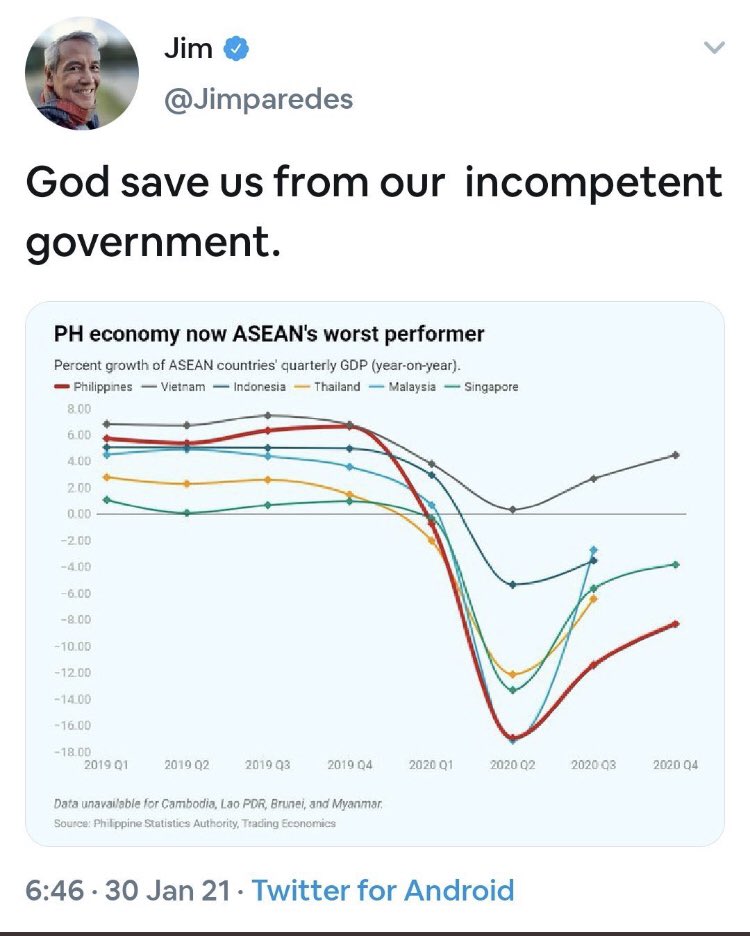 Jim
@Jimparedes
God save us from our incompetent
government.
PH economy now ASEAN's worst performer
Percent growth of ASEAN countries' quarterly GDP (year-on-year).
Philippines Vietnam Indonesia Thailand Malaysia Singapore
8.00
6.00
4.00
2.00
0.00
-2.00
-4.00
-6.00
-8.00
-10.00
-12.00
-14.00
-16.00
-18.00
2019 Q1 2019 Q2 2019 Q3 2019 Q4 2020 Q1 2020 Q2 2020 Q3 2020 Q4
Data unavailable for Cambodia, Lao PDR, Brunei, and Myanmar.
Source: Philippine Statistics Authority, Trading Economics
6:46 · 30 Jan 21 · Twitter for Android